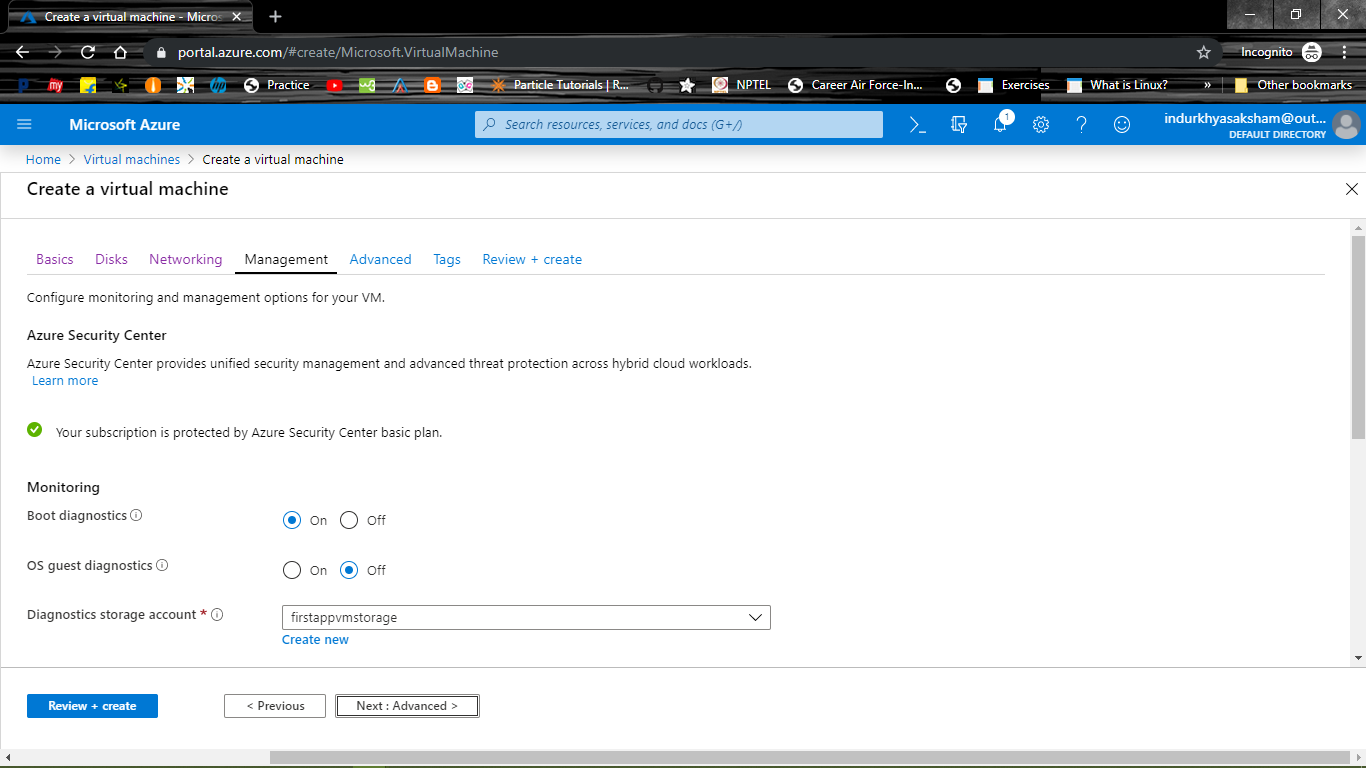 Create a virtual machine - Micros
portal.azure.com/#create/Microsoft.VirtualMachine
Incognito
my
hp
Practice
Particle Tutorials | R...
NPTEL
Career Air Force-In...
Exercises
What is Linux?
»
Other bookmarks
Microsoft Azure
Search resources, services, and docs (G+/)
1
indurkhyasaksham@out...
DEFAULT DIRECTORY
Home > Virtual machines > Create a virtual machine
Create a virtual machine
Basics Disks Networking Management Advanced Tags Review + create
Configure monitoring and management options for your VM.
Azure Security Center
Azure Security Center provides unified security management and advanced threat protection across hybrid cloud workloads.
Learn more
Your subscription is protected by Azure Security Center basic plan.
Monitoring
Boot diagnostics On Off
OS guest diagnostics On Off
Diagnostics storage account * firstappvmstorage
Create new
Review + create < Previous Next : Advanced >